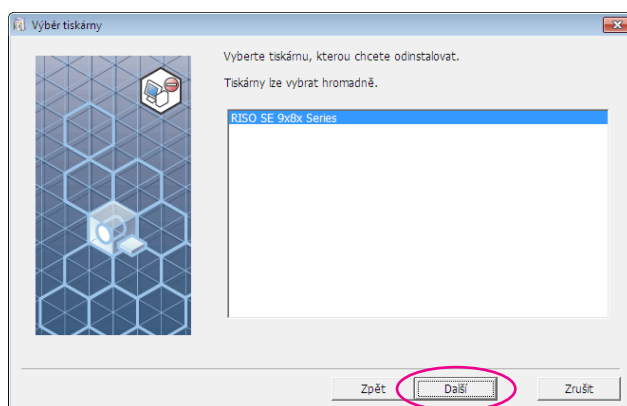 Výběr tiskárny
Vyberte tiskárnu, kterou chcete odinstalovat.
Tiskárny lze vybrat hromadně.
RISO SE 9x8x Series
Zpět
Další
Zrušit